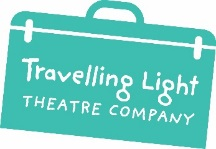 Travelling Light
THEATRE COMPANY